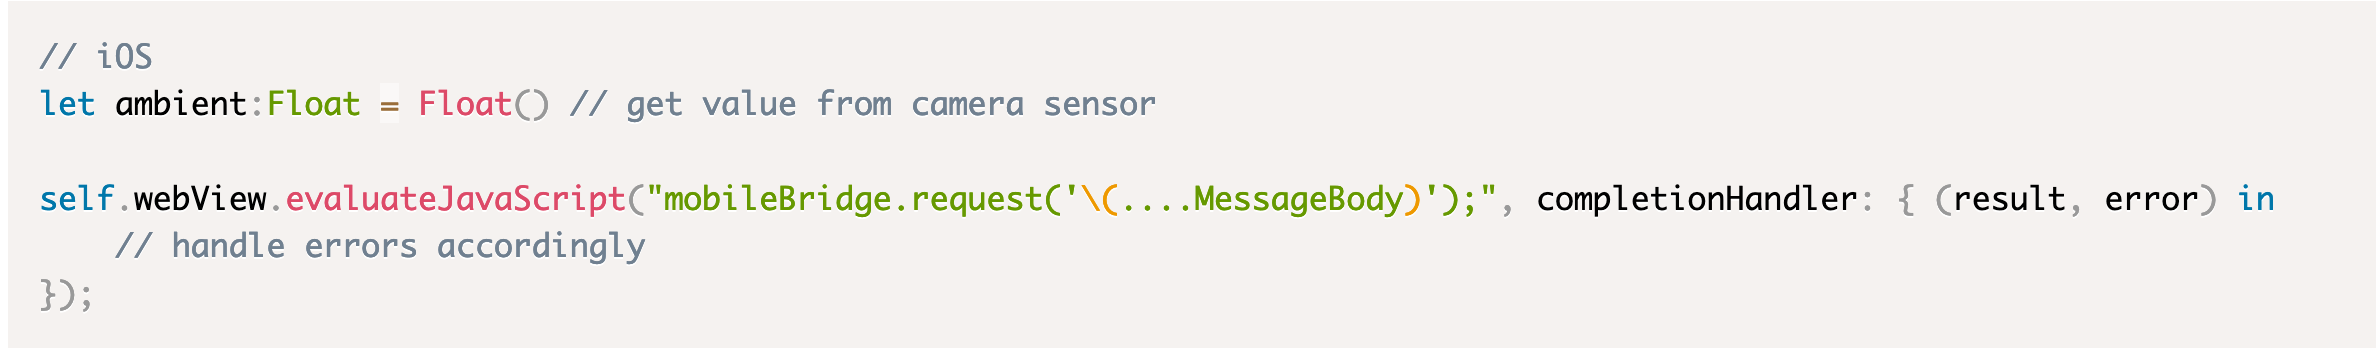 // iOS
let ambient:Float = Float() // get value from camera sensor
self.webView.evaluateJavaScript("mobileBridge.request('\(....MessageBody)');", completionHandler: { (result, error) in
// handle errors accordingly
});